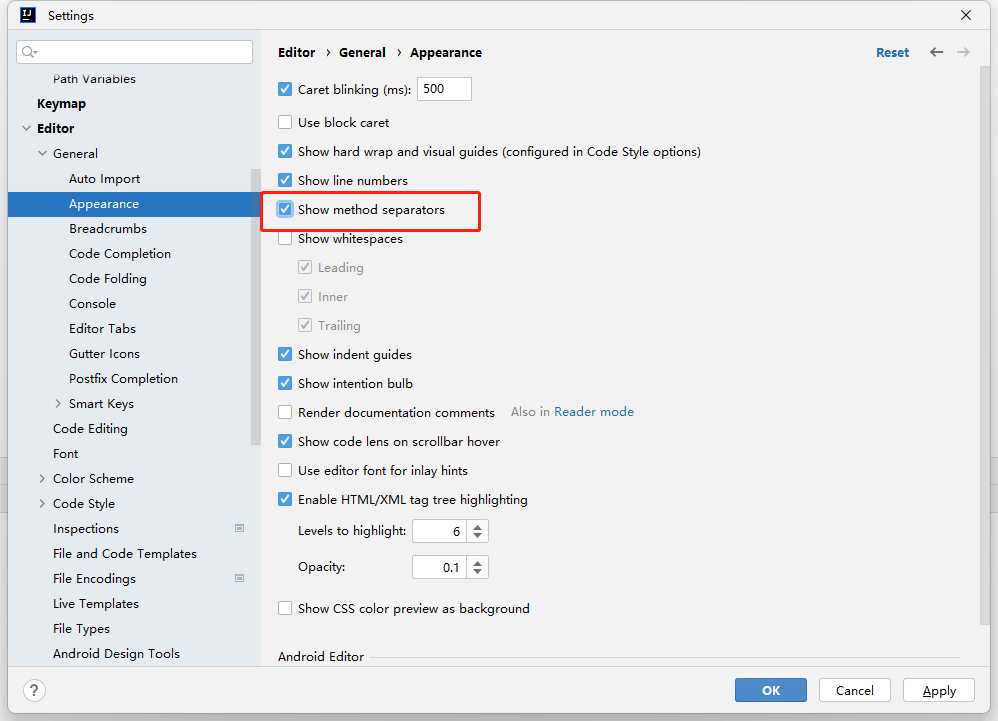 IJ Settings
Path Variables
Keymap
Editor
General
Auto Import
Appearance
Breadcrumbs
Code Completion
Code Folding
Console
Editor Tabs
Gutter Icons
Postfix Completion
Smart Keys
Code Editing
Font
Color Scheme
Code Style
Inspections
File and Code Templates
File Encodings
Live Templates
File Types
Android Design Tools
Editor › General › Appearance Reset
Caret blinking (ms): 500
Use block caret
Show hard wrap and visual guides (configured in Code Style options)
Show line numbers
Show method separators
Show whitespaces
Leading
Inner
Trailing
Show indent guides
Show intention bulb
Render documentation comments Also in Reader mode
Show code lens on scrollbar hover
Use editor font for inlay hints
Enable HTML/XML tag tree highlighting
Levels to highlight: 6
Opacity: 0.1
Show CSS color preview as background
Android Editor
? OK Cancel Apply